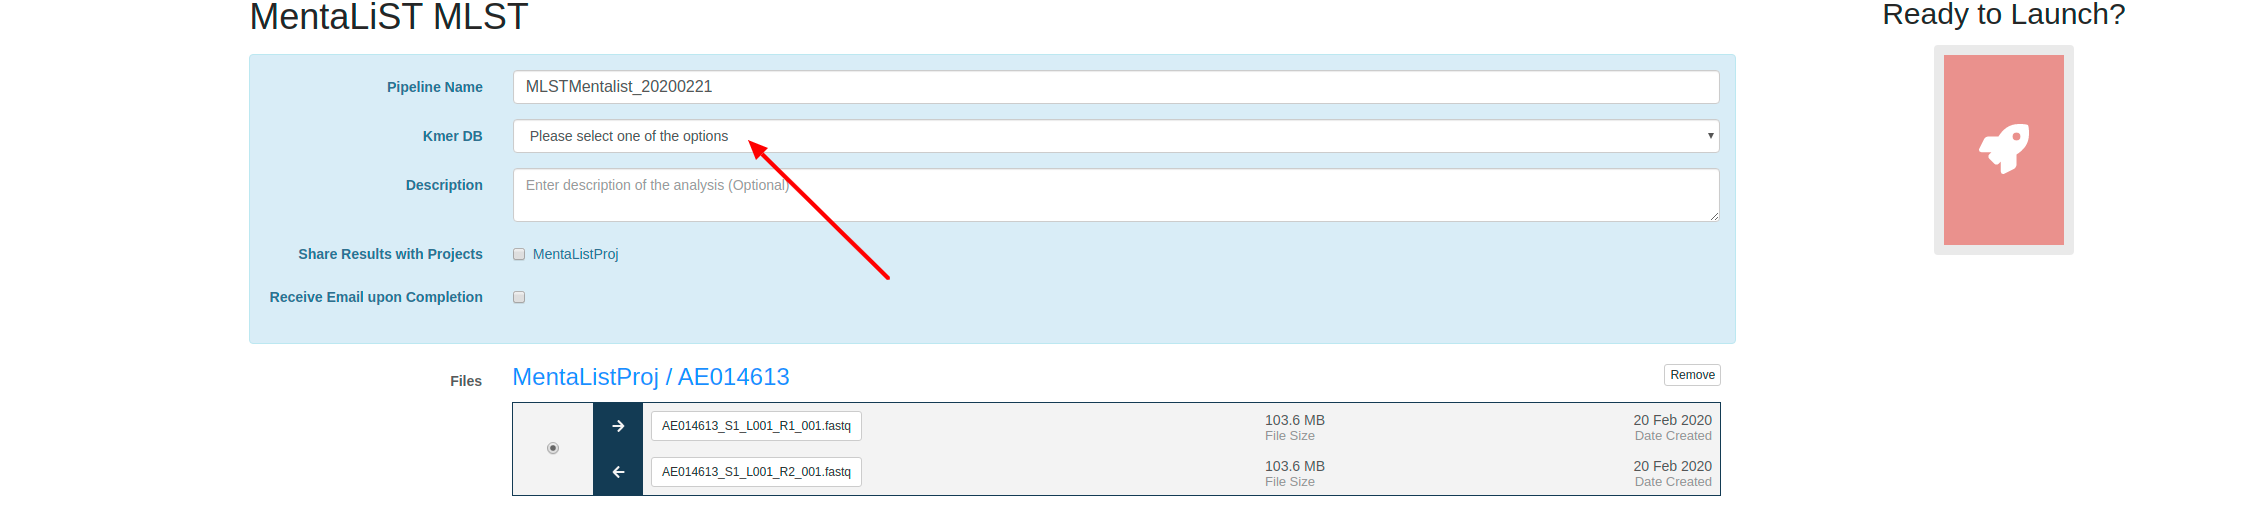 MentaLiST MLST
Ready to Launch?
Pipeline Name
MLSTMentalist_20200221
Kmer DB
Please select one of the options
Description
Enter description of the analysis (Optional)
Share Results with Projects
MentaListProj
Receive Email upon Completion
Files
MentaListProj / AE014613
Remove
AE014613_S1_L001_R1_001.fastq
103.6 MB
File Size
20 Feb 2020
Date Created
AE014613_S1_L001_R2_001.fastq
103.6 MB
File Size
20 Feb 2020
Date Created